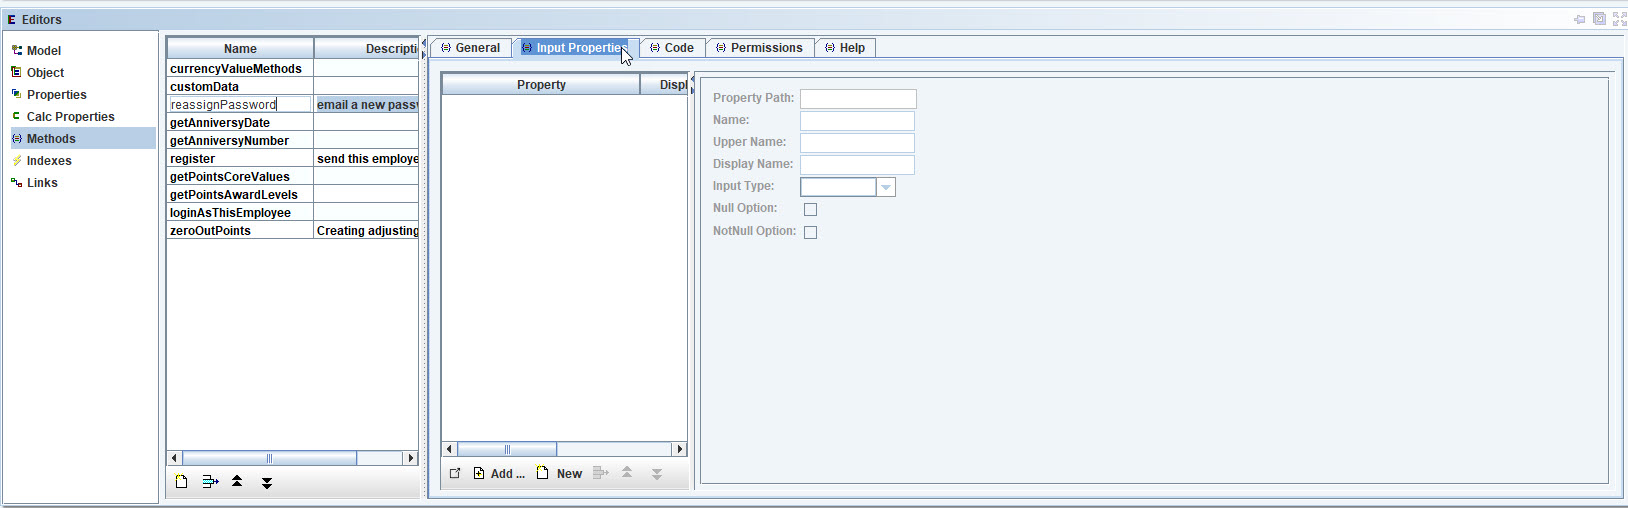 E Editors
Model
Object
Properties
Calc Properties
Methods
Indexes
Links
Name Descripti
currencyValueMethods
customData
reassignPassword email a new passw
getAnniversyDate
getAnniversyNumber
register send this employe
getPointsCoreValues
getPointsAwardLevels
loginAsThisEmployee
zeroOutPoints Creating adjusting
General Input Properties Code Permissions Help
Property Displ
Add ... New
Property Path:
Name:
Upper Name:
Display Name:
Input Type:
Null Option:
NotNull Option: